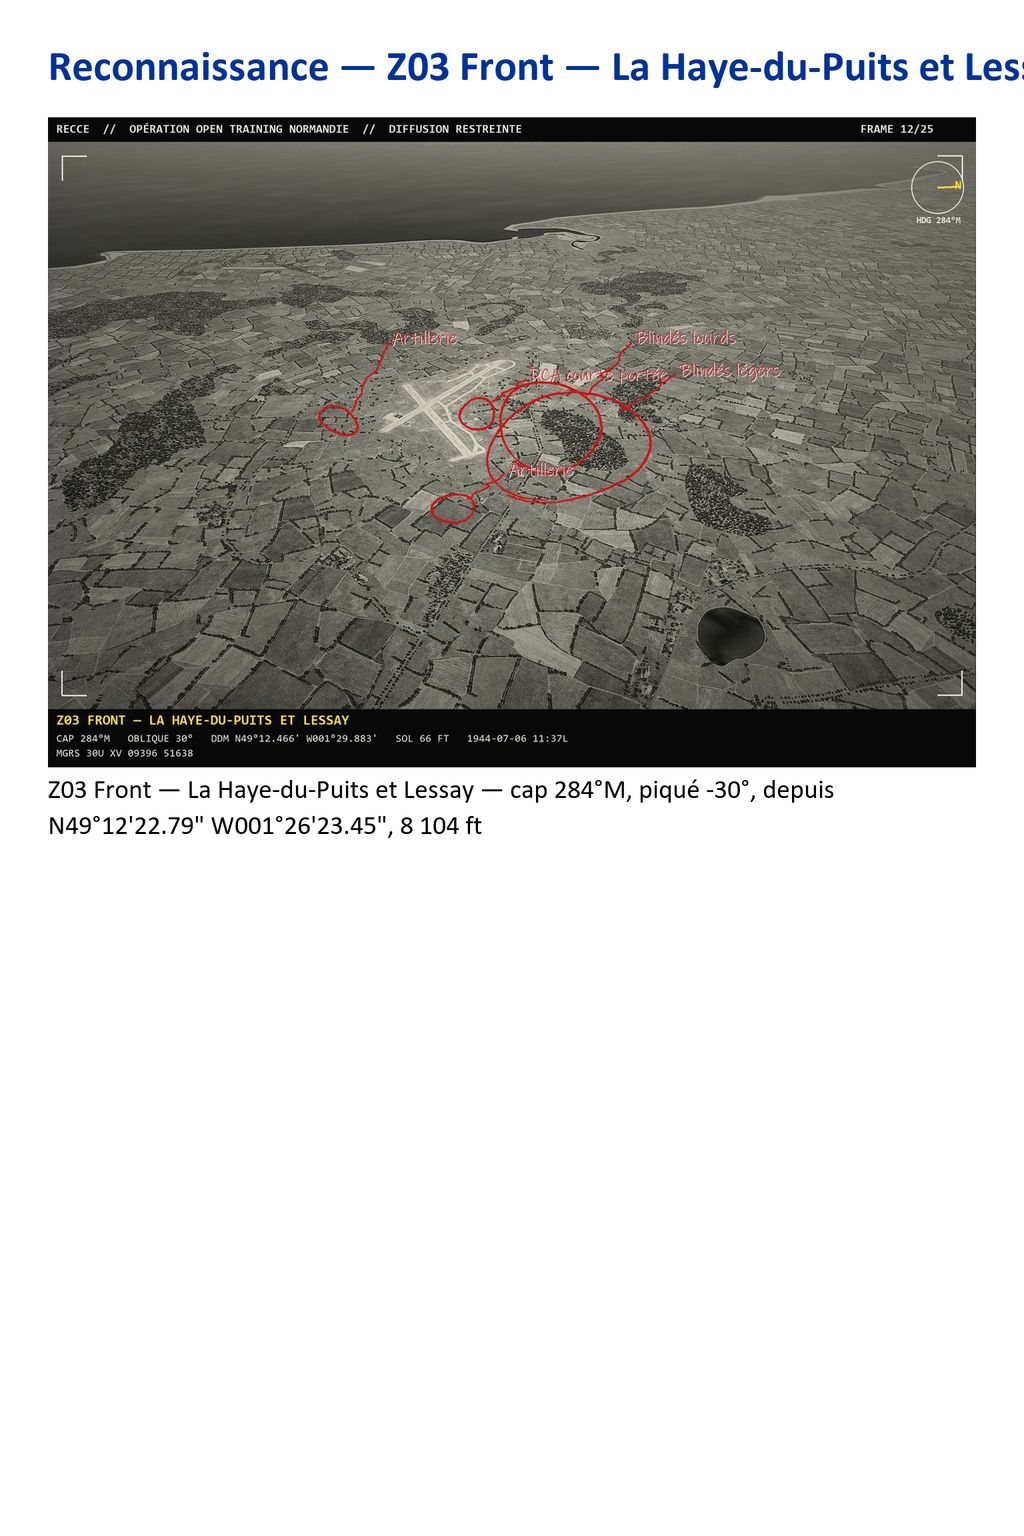 Reconnaissance — Z03 Front — La Haye-du-Puits et Less
RECCE // OPÉRATION OPEN TRAINING NORMANDIE // DIFFUSION RESTREINTE
FRAME 12/25
N
HDG 284°M
Artillerie
Blindés lourds
DCA courte portée
Blindés légers
Artillerie
Z03 FRONT — LA HAYE-DU-PUITS ET LESSAY
CAP 284°M OBLIQUE 30° DDM N49°12.466' W001°29.883' SOL 66 FT 1944-07-06 11:37L
MGRS 30U XV 09396 51638
Z03 Front — La Haye-du-Puits et Lessay — cap 284°M, piqué -30°, depuis
N49°12'22.79" W001°26'23.45", 8 104 ft